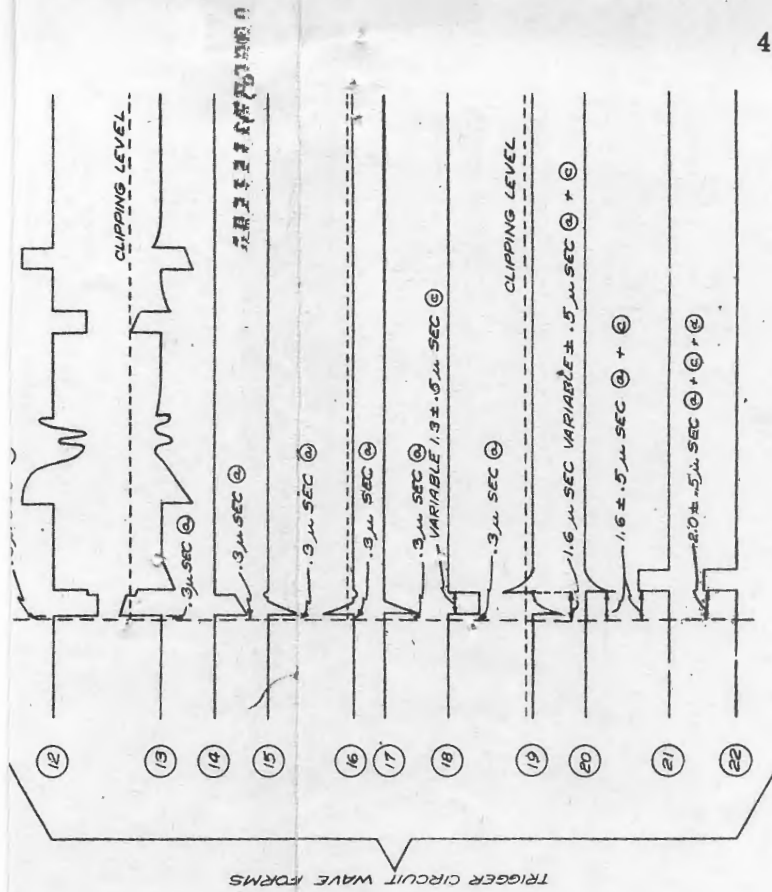 4
CLIPPING LEVEL
12
.3 μ SEC ⓐ
13
.3 μ SEC ⓐ
14
.3 μ SEC ⓐ
15
.3 μ SEC ⓐ
16
.3 μ SEC ⓐ
17
VARIABLE 1.3 ± .5 μ SEC ⓒ
18
.3 μ SEC ⓐ
CLIPPING LEVEL
19
1.6 μ SEC VARIABLE ± .5 μ SEC ⓐ + ⓒ
20
1.6 ± .5 μ SEC ⓐ + ⓒ
21
2.0 ± .5 μ SEC ⓐ + ⓒ + ⓓ
22
TRIGGER CIRCUIT WAVE FORMS